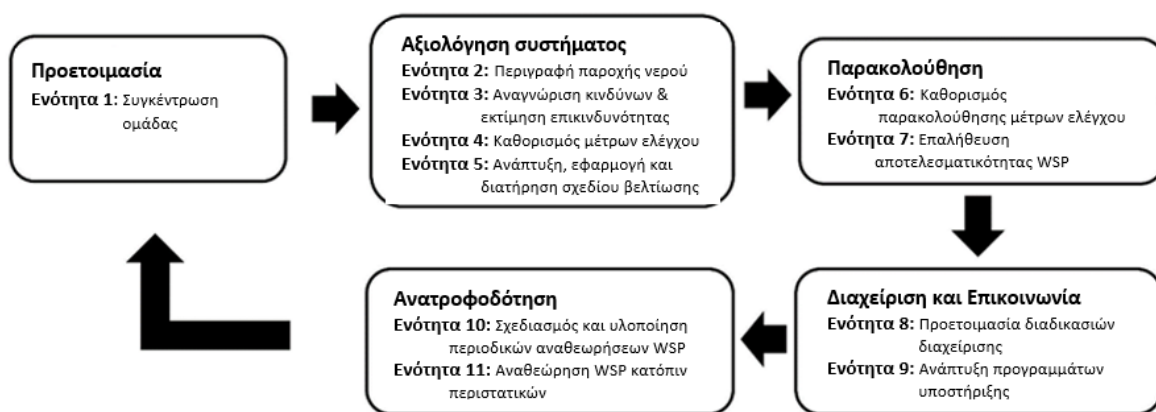 Προετοιμασία
Ενότητα 1: Συγκέντρωση
ομάδας
Αξιολόγηση συστήματος
Ενότητα 2: Περιγραφή παροχής νερού
Ενότητα 3: Αναγνώριση κινδύνων &
εκτίμηση επικινδυνότητας
Ενότητα 4: Καθορισμός μέτρων ελέγχου
Ενότητα 5: Ανάπτυξη, εφαρμογή και
διατήρηση σχεδίου βελτίωσης
Παρακολούθηση
Ενότητα 6: Καθορισμός
παρακολούθησης μέτρων ελέγχου
Ενότητα 7: Επαλήθευση
αποτελεσματικότητας WSP
Διαχείριση και Επικοινωνία
Ενότητα 8: Προετοιμασία διαδικασιών
διαχείρισης
Ενότητα 9: Ανάπτυξη προγραμμάτων
υποστήριξης
Ανατροφοδότηση
Ενότητα 10: Σχεδιασμός και υλοποίηση
περιοδικών αναθεωρήσεων WSP
Ενότητα 11: Αναθεώρηση WSP κατόπιν
περιστατικών